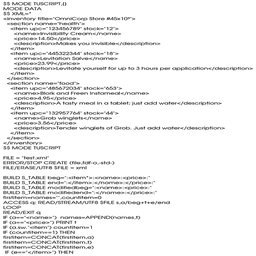 $$ MODE TUSCRIPT,{}
MODE DATA
$$ XML=*
<inventory title="OmniCorp Store #45x10³">
<section name="health">
<item upc="123456789" stock="12">
<name>Invisibility Cream</name>
<price>14.50</price>
<description>Makes you invisible</description>
</item>
<item upc="445322344" stock="18">
<name>Levitation Salve</name>
<price>23.99</price>
<description>Levitate yourself for up to 3 hours per application</description>
</item>
</section>
<section name="food">
<item upc="485672034" stock="653">
<name>Blork and Freen Instameal</name>
<price>4.95</price>
<description>A tasty meal in a tablet; just add water</description>
</item>
<item upc="132957764" stock="44">
<name>Grob winglets</name>
<price>3.56</price>
<description>Tender winglets of Grob. Just add water</description>
</item>
</section>
</inventory>
$$ MODE TUSCRIPT

FILE = "test.xml"
ERROR/STOP CREATE (file,fdf-o,-std-)
FILE/ERASE/UTF8 $FILE = xml

BUILD S_TABLE beg=":<item*>:<name>:<price>:"
BUILD S_TABLE end=":</item>:</name>:</price>:"
BUILD S_TABLE modifiedbeg=":<name>:<price>:"
BUILD S_TABLE modifiedend=":</name>:</price>:"
firstitem=names="",countitem=0
ACCESS q: READ/STREAM/UTF8 $FILE s,a/beg+t+e/end
LOOP
READ/EXIT q
IF (a=="<name>") names=APPEND(names,t)
IF (a=="<price>") PRINT t
IF (a.sw."<item") countitem=1
IF (countitem==1) THEN
firstitem=CONCAT(firstitem,a)
firstitem=CONCAT(firstitem,t)
firstitem=CONCAT(firstitem,e)
IF (e=="</item>") THEN